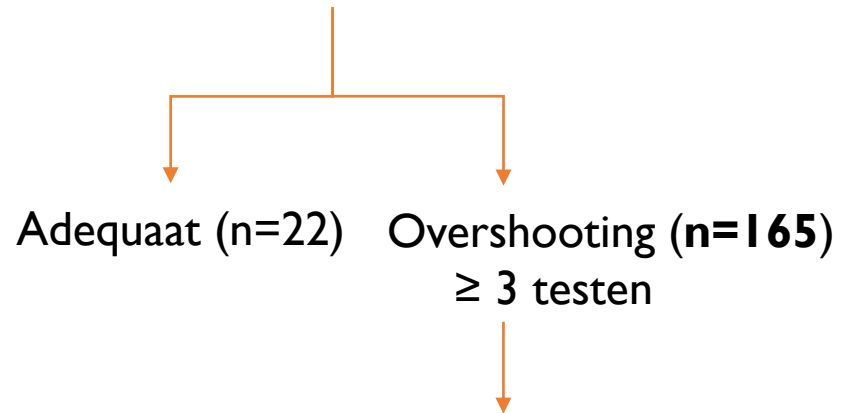 Adequaat (n=22)
Overshooting (n=165)
≥ 3 testen